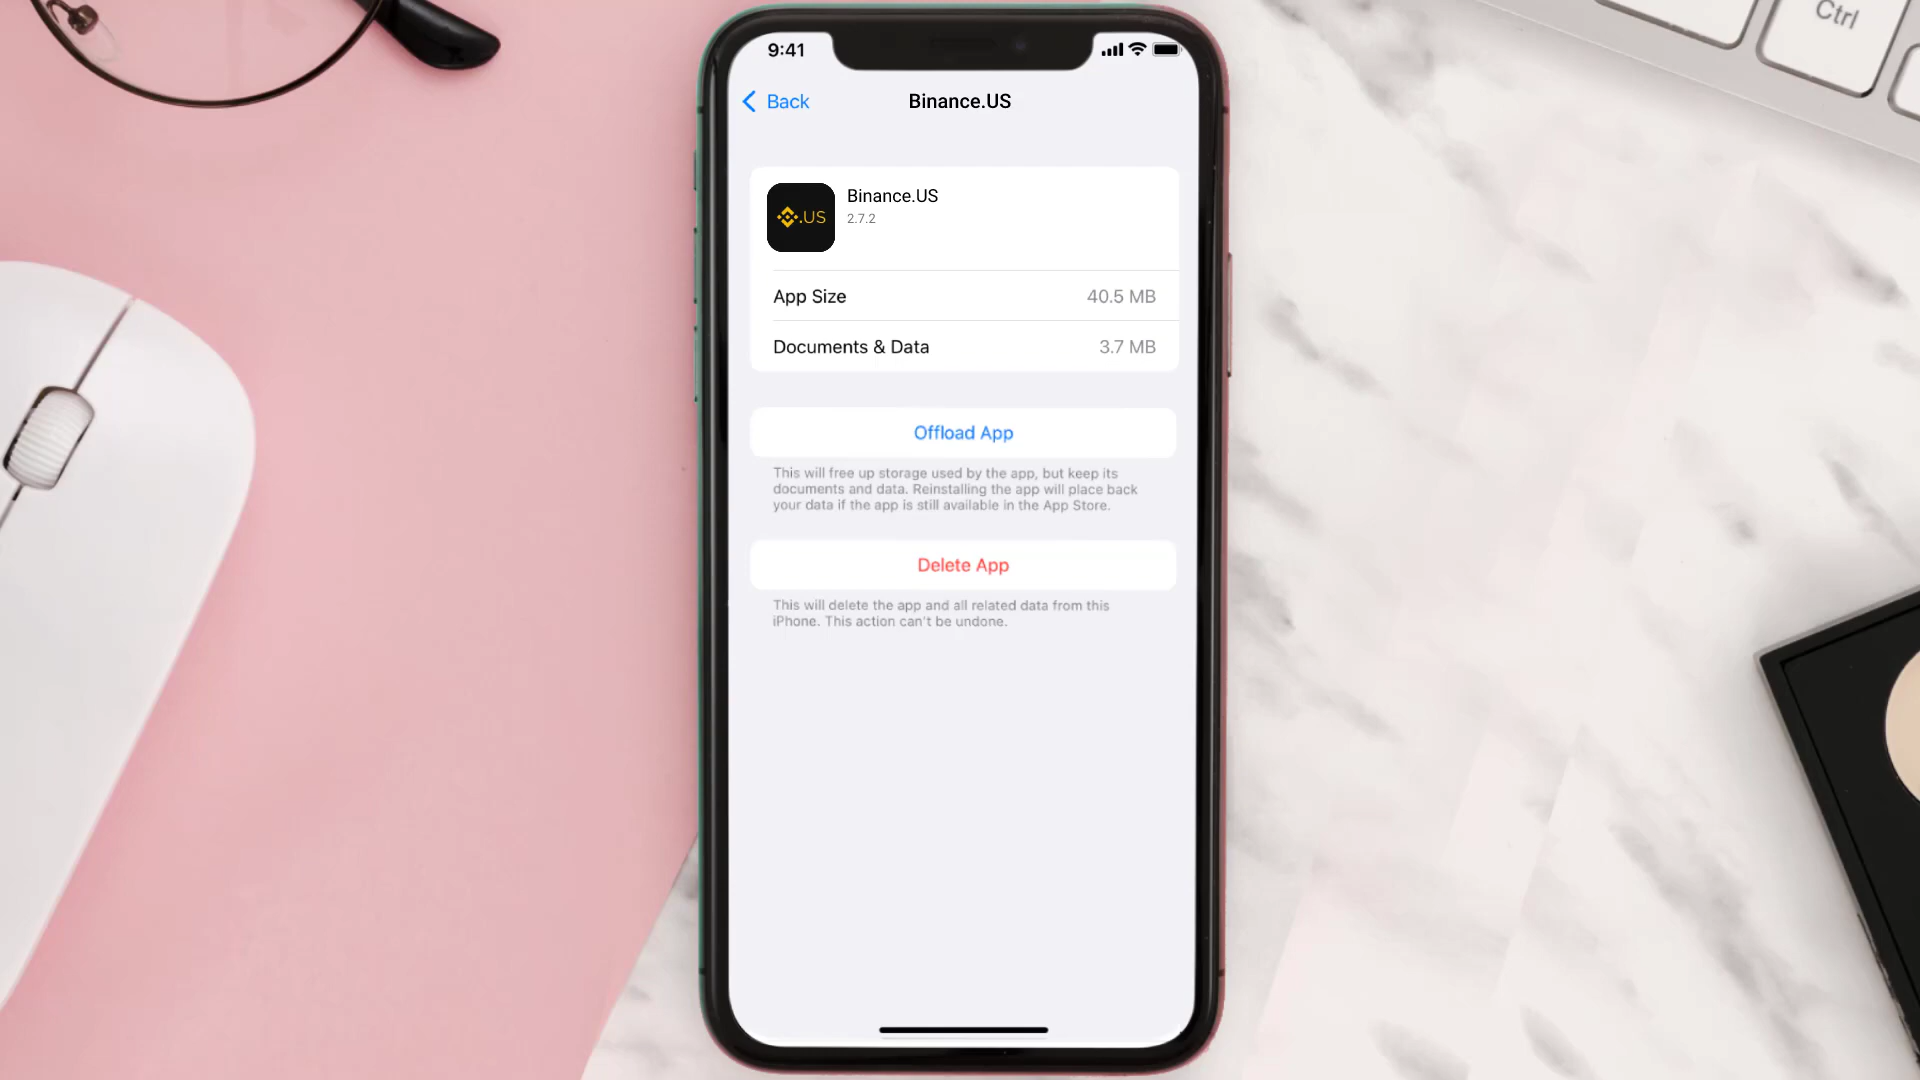 Ctrl
9:41
Back
Binance.US
.US
Binance.US
2.7.2
App Size
40.5 MB
Documents & Data
3.7 MB
Offload App
This will free up storage used by the app, but keep its
documents and data. Reinstalling the app will place back
your data if the app is still available in the App Store.
Delete App
This will delete the app and all related data from this
iPhone. This action can't be undone.